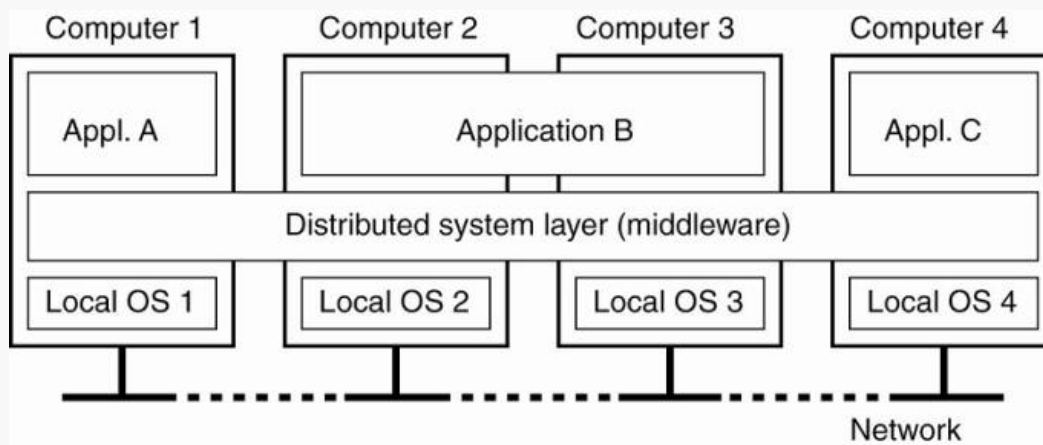 Computer 1
Computer 2
Computer 3
Computer 4
Appl. A
Application B
Appl. C
Distributed system layer (middleware)
Local OS 1
Local OS 2
Local OS 3
Local OS 4
Network